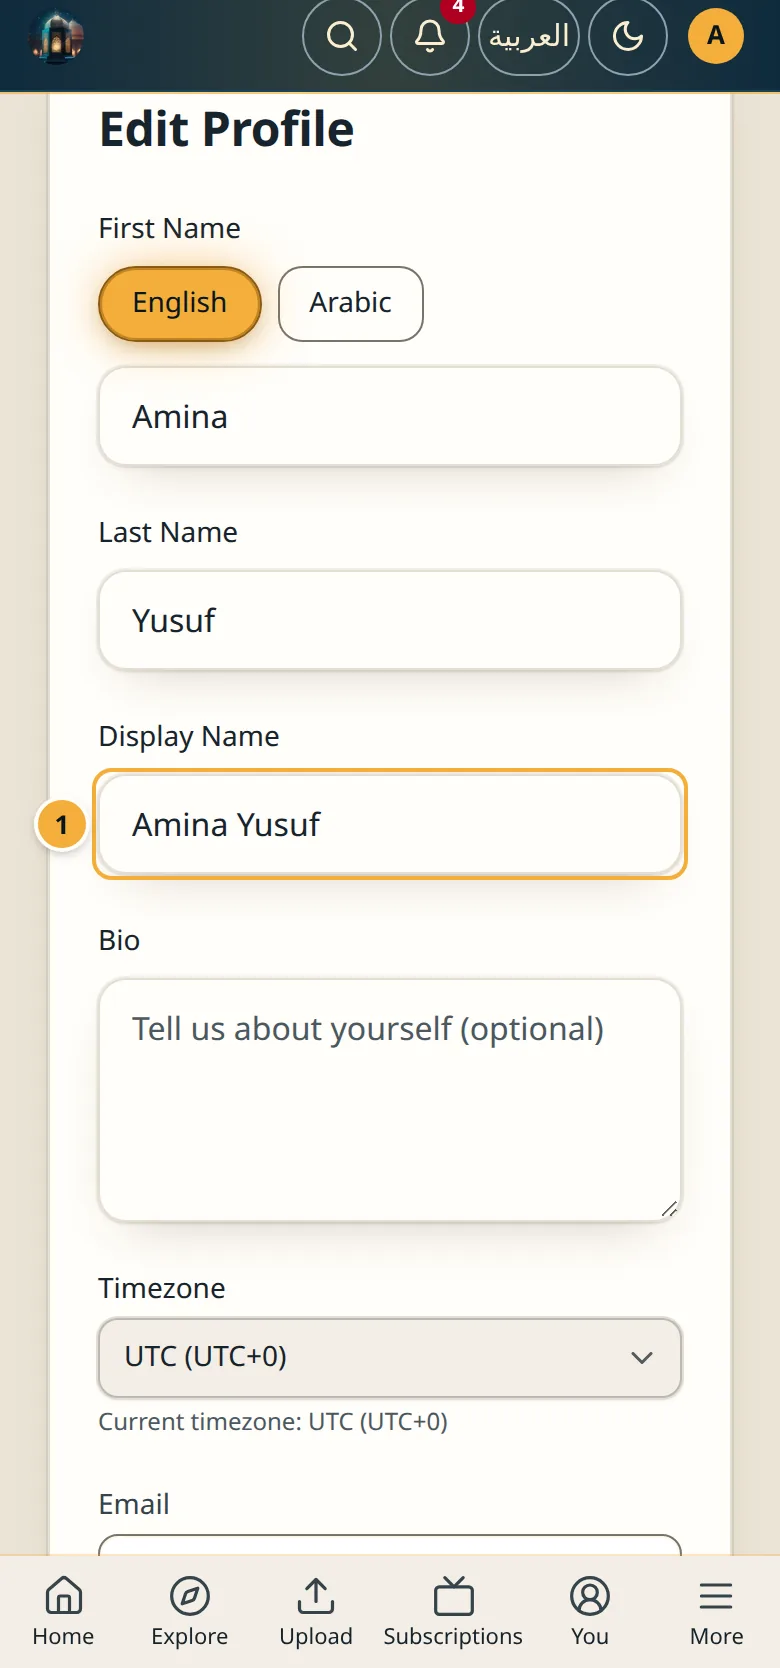 4
العربية
A
Edit Profile
First Name
English
Arabic
Amina
Last Name
Yusuf
Display Name
1
Amina Yusuf
Bio
Tell us about yourself (optional)
Timezone
UTC (UTC+0)
Current timezone: UTC (UTC+0)
Email
Home
Explore
Upload
Subscriptions
You
More